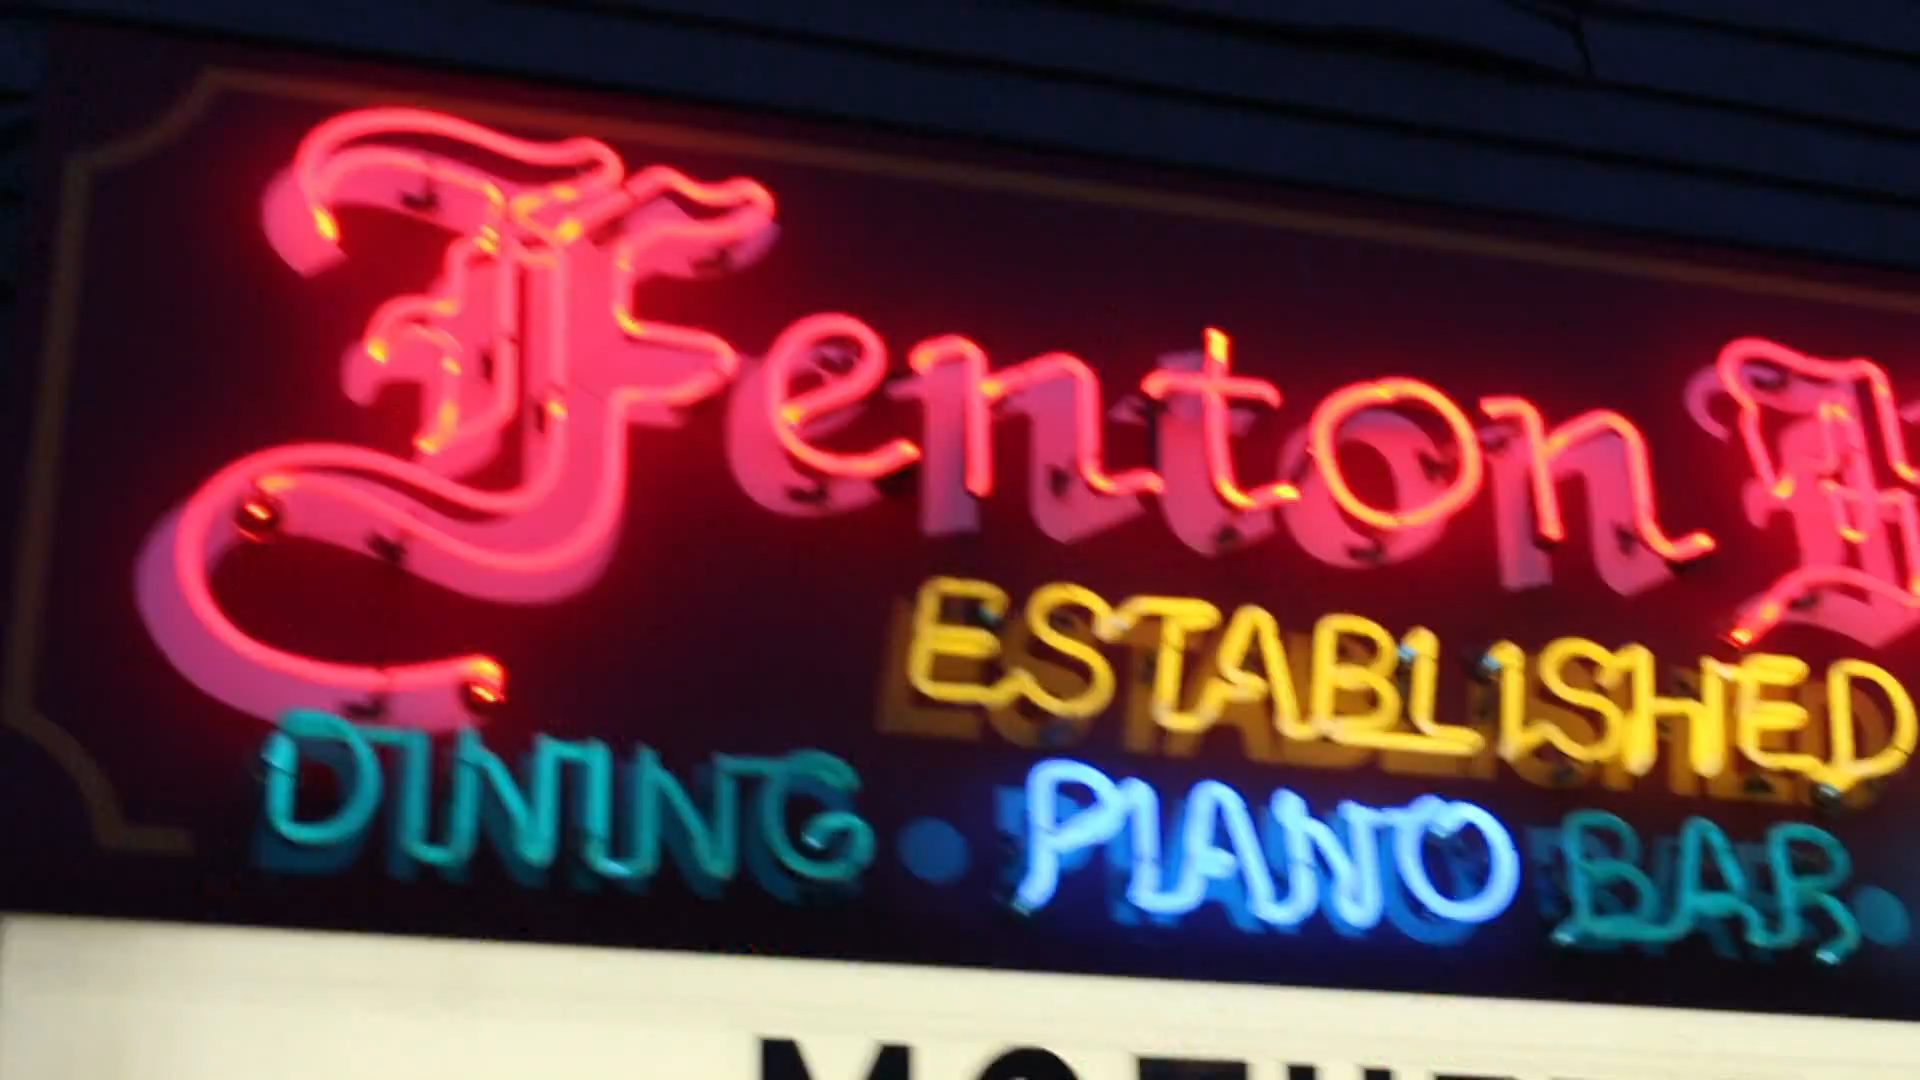 Fenton
ESTABLISHED
DINING • PIANO BAR •